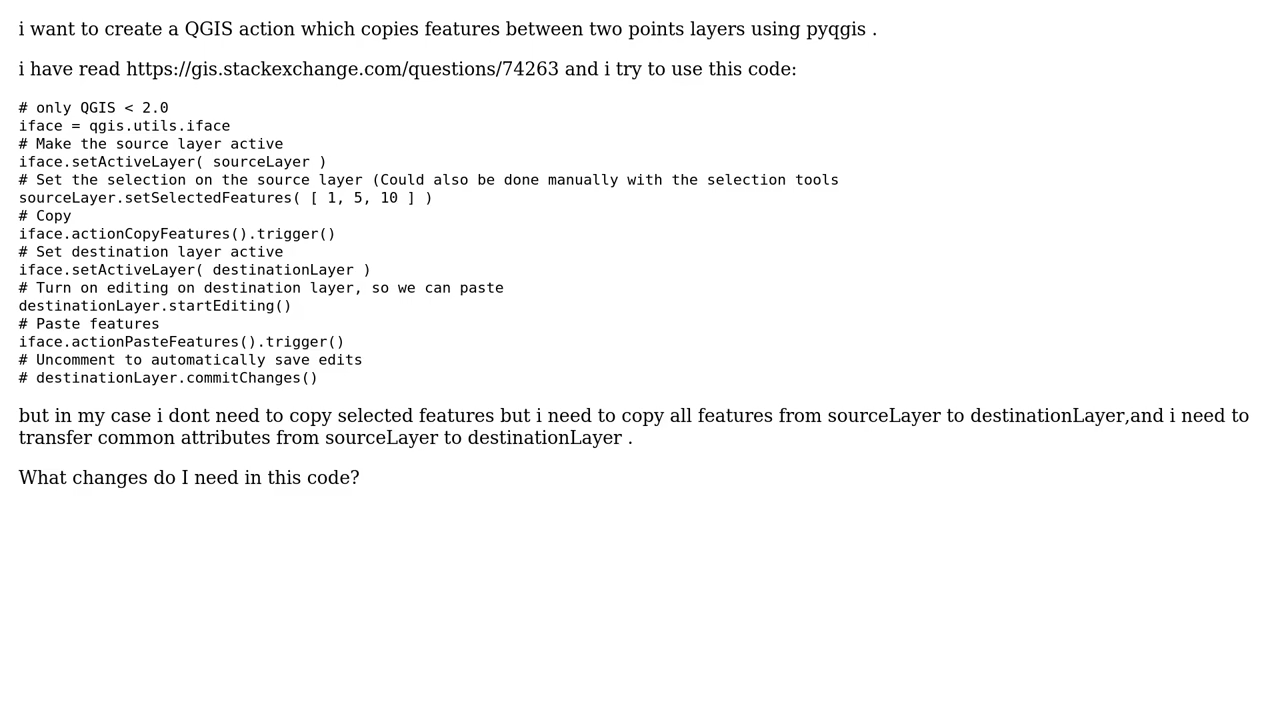 i want to create a QGIS action which copies features between two points layers using pyqgis .
i have read https://gis.stackexchange.com/questions/74263 and i try to use this code:
# only QGIS < 2.0
iface = qgis.utils.iface
# Make the source layer active
iface.setActiveLayer( sourceLayer )
# Set the selection on the source layer (Could also be done manually with the selection tools
sourceLayer.setSelectedFeatures( [ 1, 5, 10 ] )
# Copy
iface.actionCopyFeatures().trigger()
# Set destination layer active
iface.setActiveLayer( destinationLayer )
# Turn on editing on destination layer, so we can paste
destinationLayer.startEditing()
# Paste features
iface.actionPasteFeatures().trigger()
# Uncomment to automatically save edits
# destinationLayer.commitChanges()
but in my case i dont need to copy selected features but i need to copy all features from sourceLayer to destinationLayer,and i need to
transfer common attributes from sourceLayer to destinationLayer .
What changes do I need in this code?